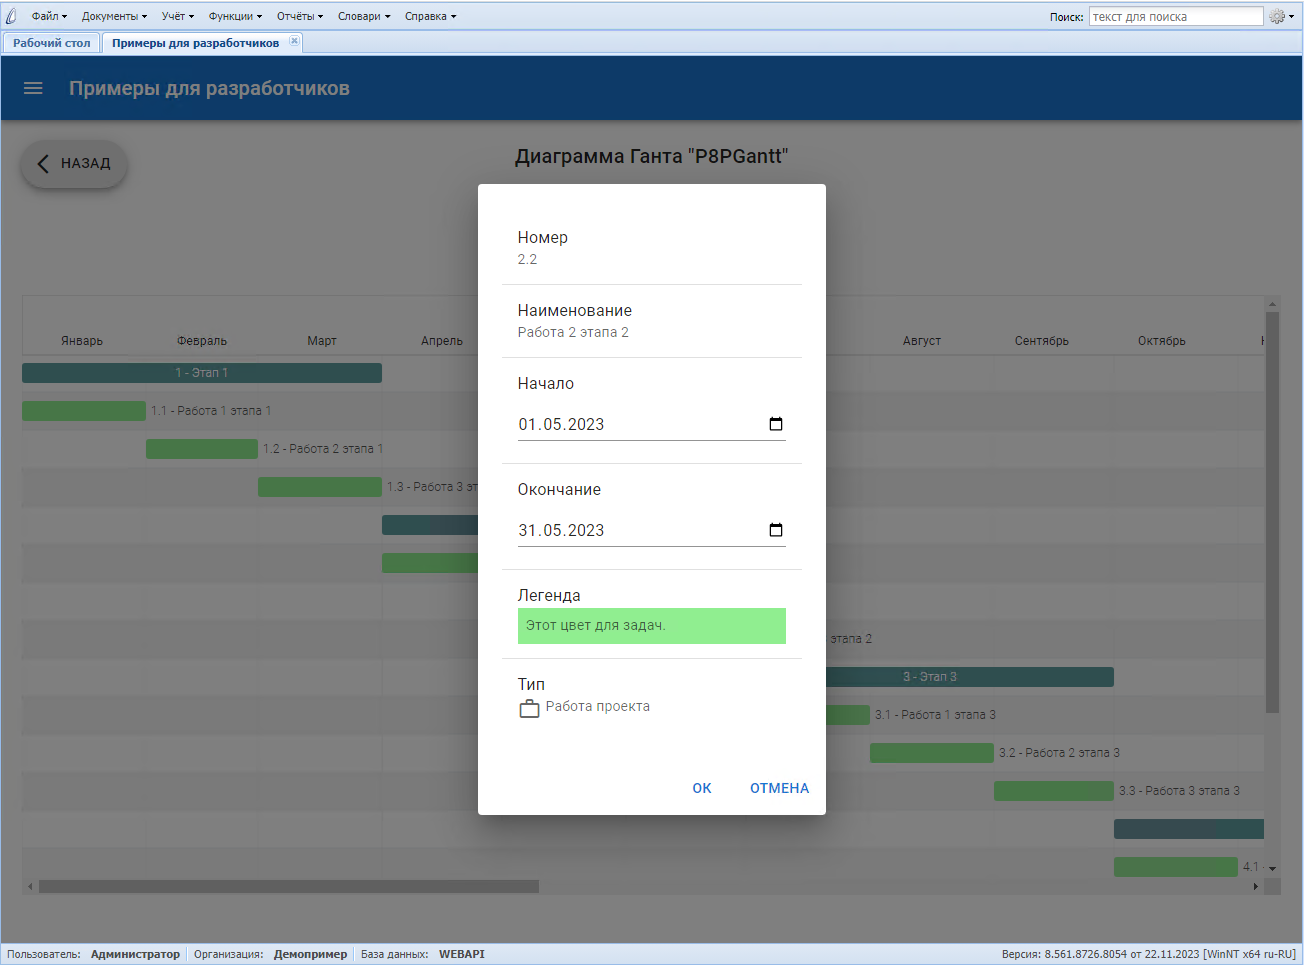 Файл Документы Учёт Функции Отчёты Словари Справка Поиск: текст для поиска
Рабочий стол Примеры для разработчиков
Примеры для разработчиков
НАЗАД
Диаграмма Ганта "P8PGantt"
Январь Февраль Март Апрель Август Сентябрь Октябрь
1 - Этап 1
1.1 - Работа 1 этапа 1
1.2 - Работа 2 этапа 1
1.3 - Работа 3 эт
этапа 2
3 - Этап 3
3.1 - Работа 1 этапа 3
3.2 - Работа 2 этапа 3
3.3 - Работа 3 этапа 3
4.1
Номер
2.2
Наименование
Работа 2 этапа 2
Начало
01.05.2023
Окончание
31.05.2023
Легенда
Этот цвет для задач.
Тип
Работа проекта
ОК ОТМЕНА
Пользователь: Администратор Организация: Демопример База данных: WEBAPI Версия: 8.561.8726.8054 от 22.11.2023 [WinNT x64 ru-RU]